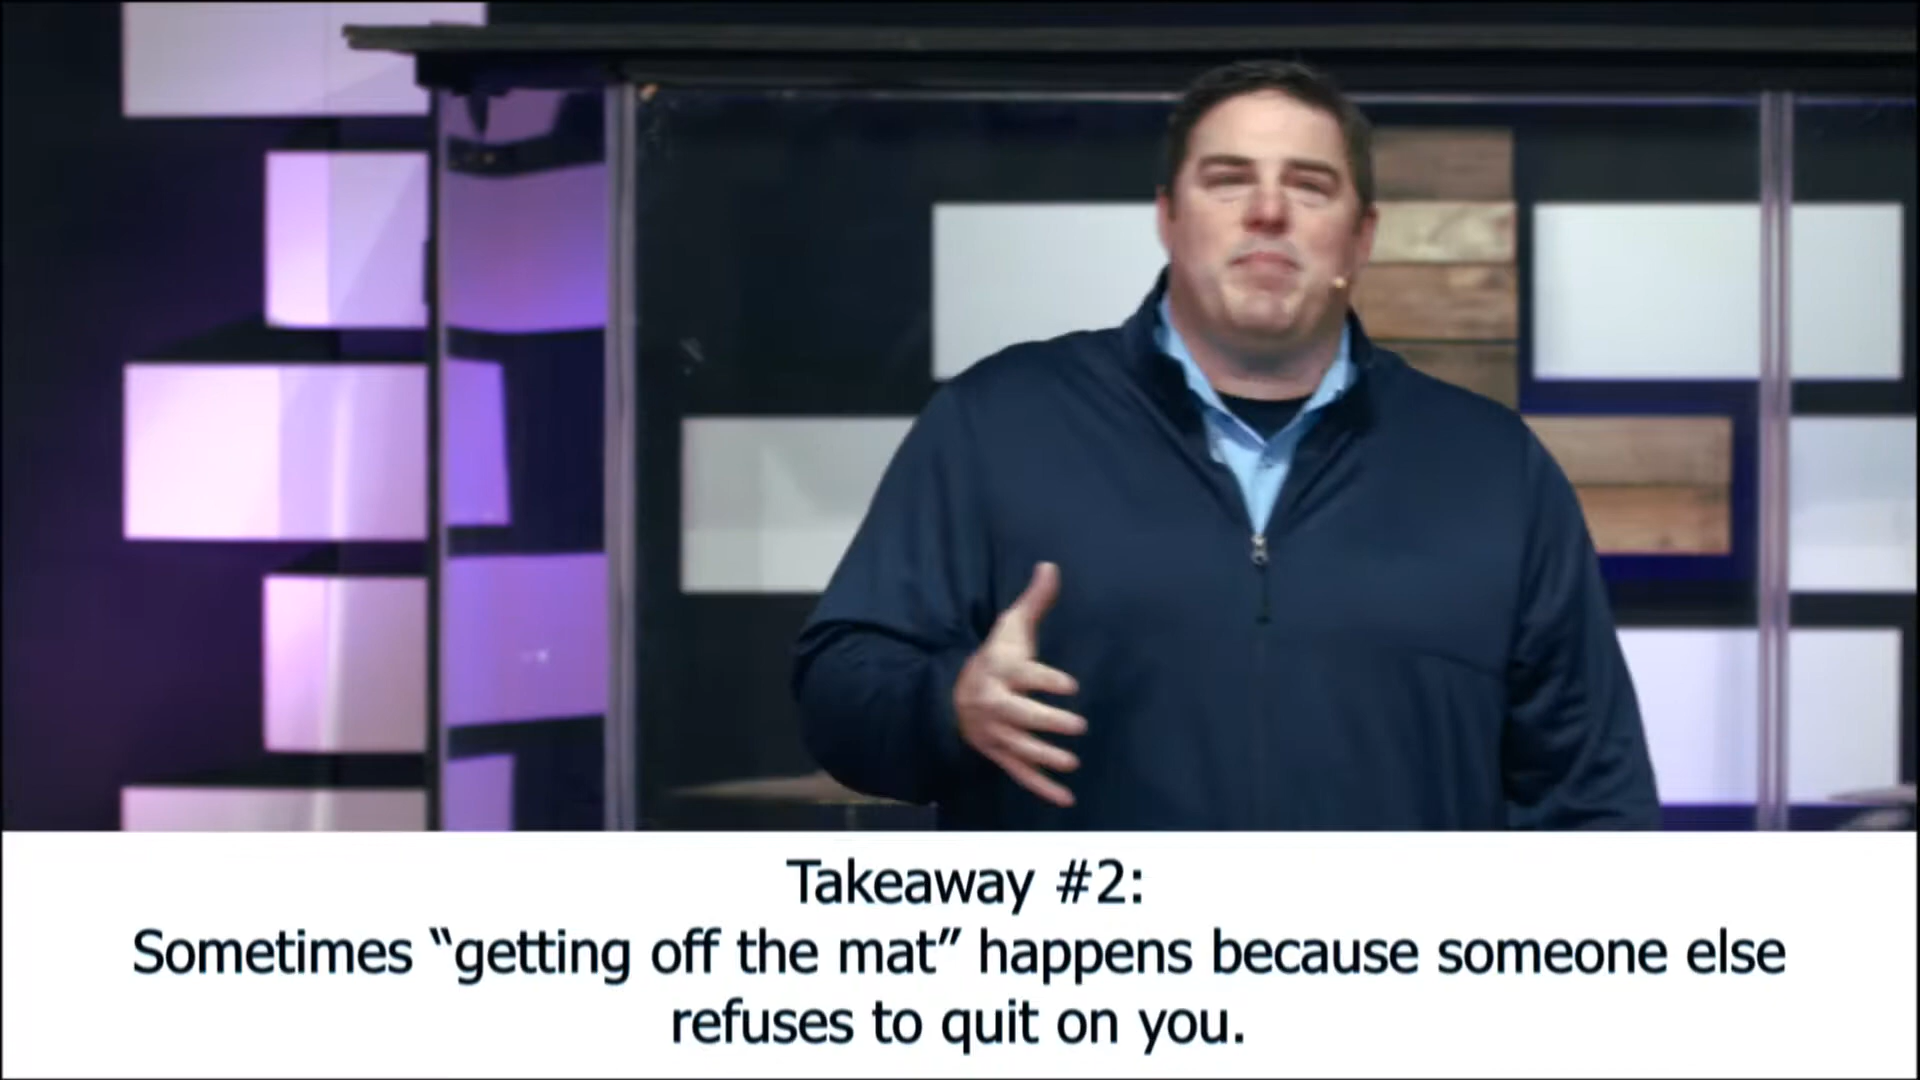 Takeaway #2:
Sometimes “getting off the mat” happens because someone else
refuses to quit on you.